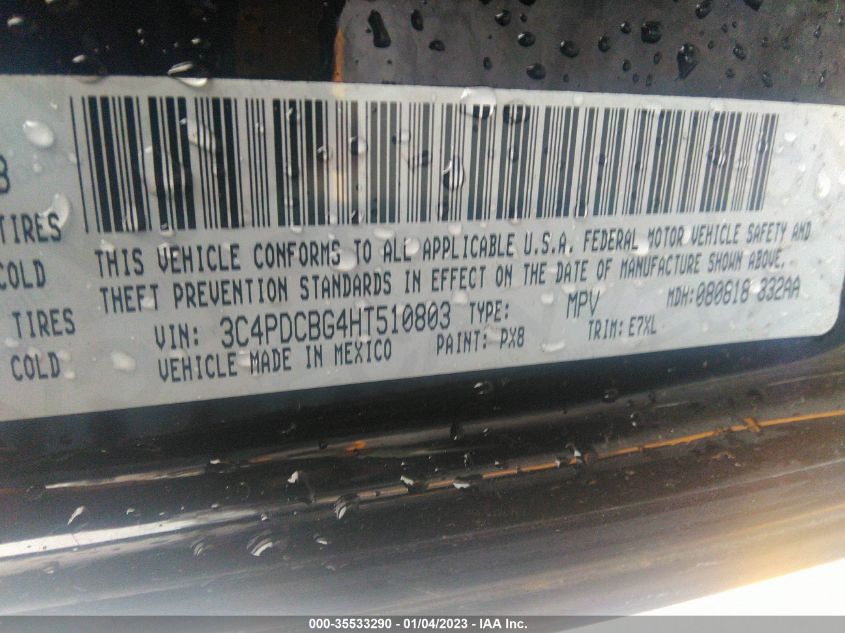 B
TIRES
COLD
TIRES
COLD
THIS VEHICLE CONFORMS TO ALL APPLICABLE U.S.A. FEDERAL MOTOR VEHICLE SAFETY AND
THEFT PREVENTION STANDARDS IN EFFECT ON THE DATE OF MANUFACTURE SHOWN ABOVE.
VIN: 3C4PDCBG4HT510803 TYPE: MPV MDH:080818 332AA
VEHICLE MADE IN MEXICO PAINT: PX8 TRIM: E7XL
000-35533290 - 01/04/2023 - IAA Inc.